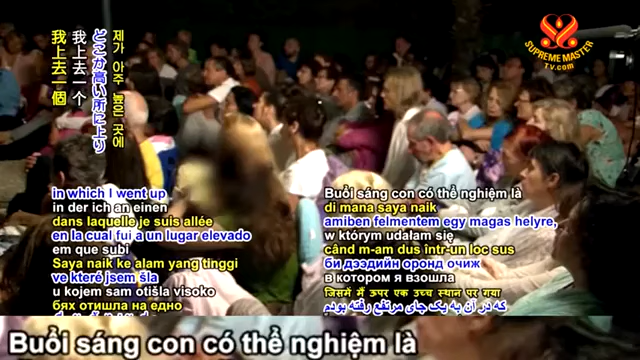 我上去一個
我上去一个
どこか高い所に上り
제가 아주 높은 곳에
SUPREME MASTER
TV.com
in which I went up
in der ich an einen
dans laquelle je suis allée
en la cual fui a un lugar elevado
em que subi
Saya naik ke alam yang tinggi
ve které jsem šla
u kojem sam otišla visoko
бях отишла на едно
Buổi sáng con có thể nghiệm là
di mana saya naik
amiben felmentem egy magas helyre,
w którym udałam się
când m-am dus într-un loc sus
би дээдийн оронд очиж
в котором я взошла
जिसमें मैं ऊपर एक उच्च स्थान पर गया
که در آن به یک جای مرتفع رفته بودم
Buổi sáng con có thể nghiệm là